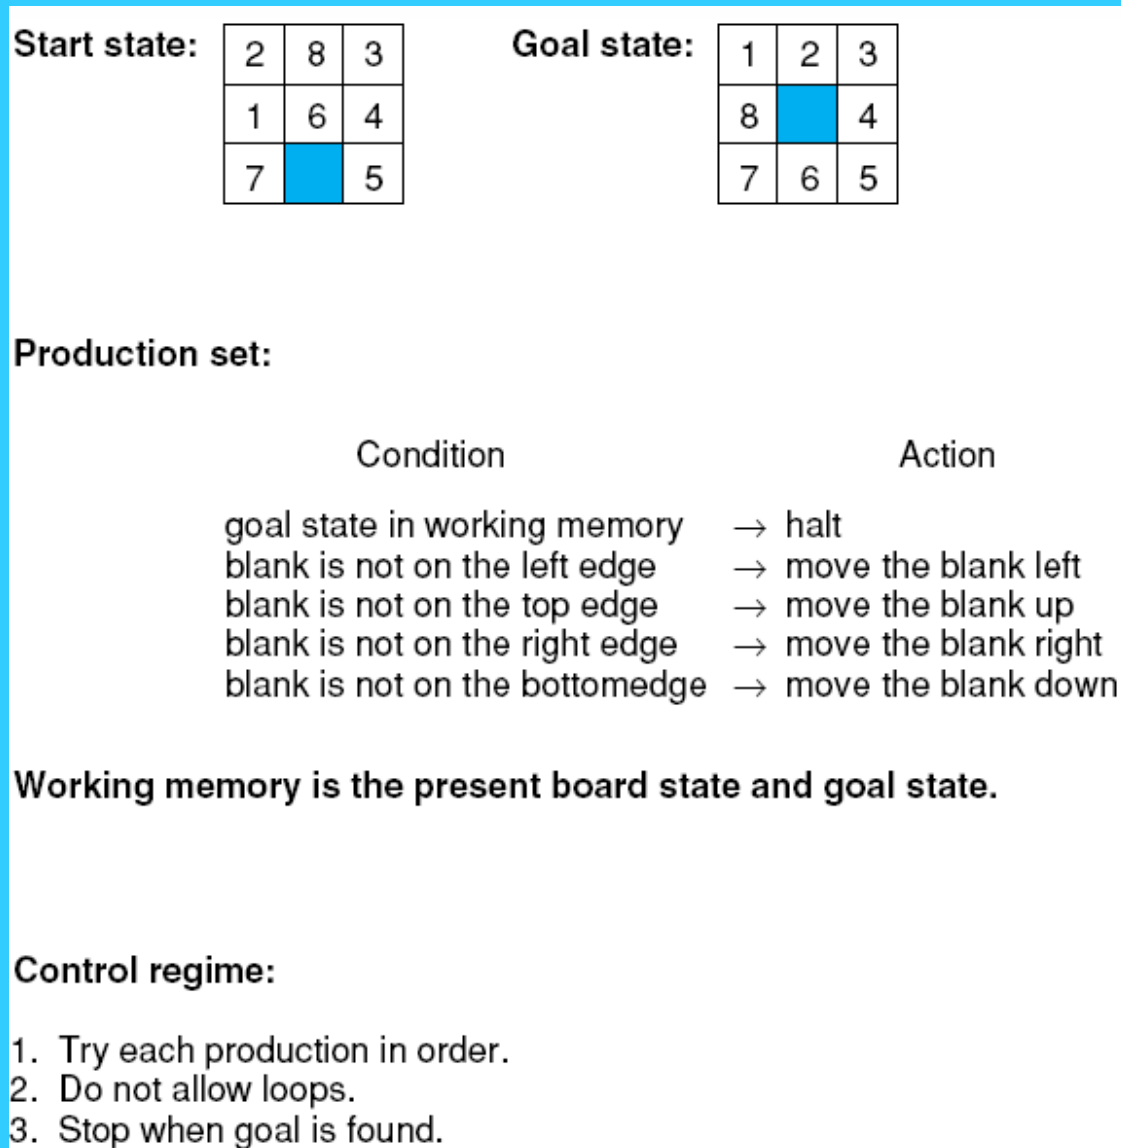 Start state: 2 8 3 Goal state: 1 2 3
1 6 4 8 4
7 5 7 6 5
Production set:
Condition Action
goal state in working memory → halt
blank is not on the left edge → move the blank left
blank is not on the top edge → move the blank up
blank is not on the right edge → move the blank right
blank is not on the bottomedge → move the blank down
Working memory is the present board state and goal state.
Control regime:
1. Try each production in order.
2. Do not allow loops.
3. Stop when goal is found.